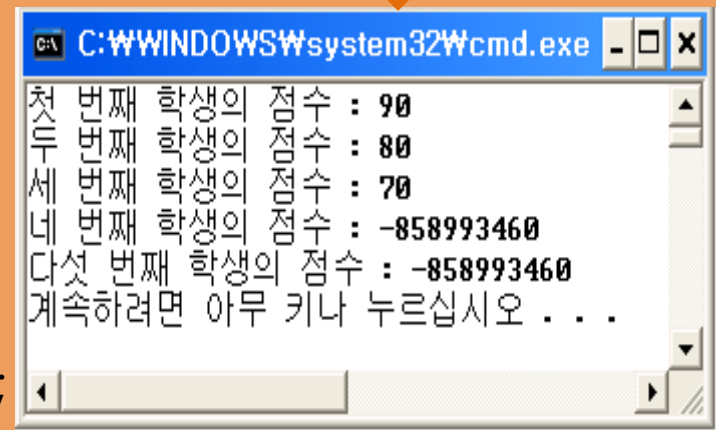 C:₩WINDOWS₩system32₩cmd.exe
첫 번째 학생의 점수 : 90
두 번째 학생의 점수 : 80
세 번째 학생의 점수 : 70
네 번째 학생의 점수 : -858993460
다섯 번째 학생의 점수 : -858993460
계속하려면 아무 키나 누르십시오 . . .
;